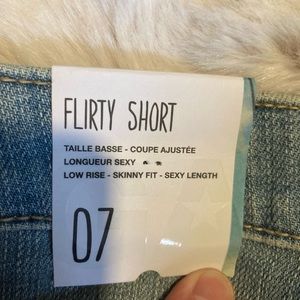 FLIRTY SHORT
TAILLE BASSE - COUPE AJUSTÉE
LONGUEUR SEXY
LOW RISE - SKINNY FIT - SEXY LENGTH
07